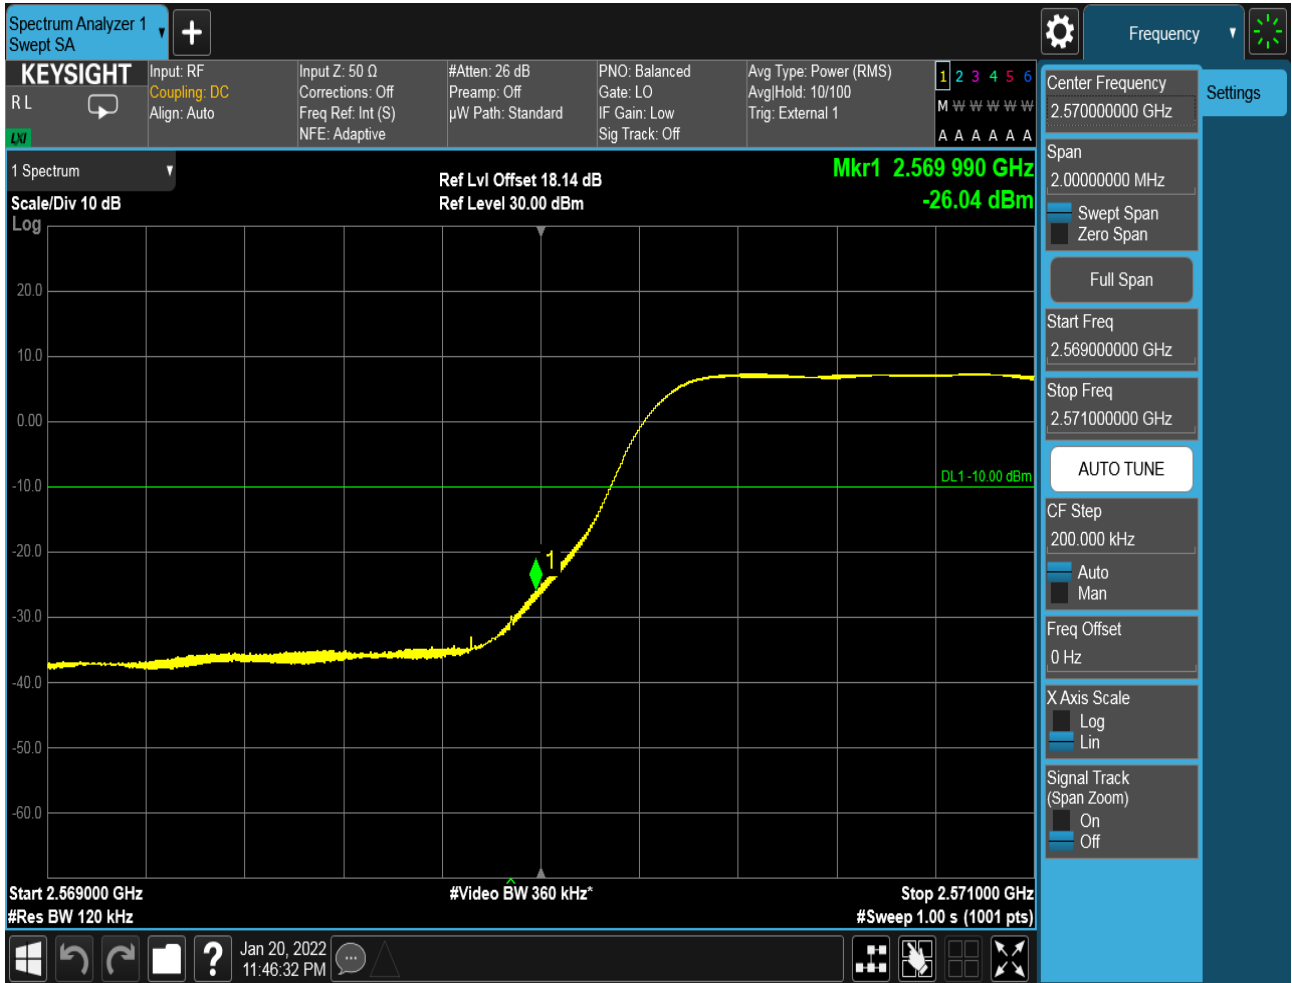 Spectrum Analyzer 1
Swept SA
Frequency
KEYSIGHT
R L
LXI
Input: RF
Coupling: DC
Align: Auto
Input Z: 50 Ω
Corrections: Off
Freq Ref: Int (S)
NFE: Adaptive
#Atten: 26 dB
Preamp: Off
µW Path: Standard
PNO: Balanced
Gate: LO
IF Gain: Low
Sig Track: Off
Avg Type: Power (RMS)
Avg|Hold: 10/100
Trig: External 1
1 2 3 4 5 6
M W W W W W
A A A A A A
1 Spectrum
Scale/Div 10 dB
Log
Ref Lvl Offset 18.14 dB
Ref Level 30.00 dBm
Mkr1 2.569 990 GHz
-26.04 dBm
20.0
10.0
0.00
-10.0
-20.0
-30.0
-40.0
-50.0
-60.0
DL1 -10.00 dBm
1
Start 2.569000 GHz
#Res BW 120 kHz
#Video BW 360 kHz*
Stop 2.571000 GHz
#Sweep 1.00 s (1001 pts)
Center Frequency
2.570000000 GHz
Settings
Span
2.00000000 MHz
Swept Span
Zero Span
Full Span
Start Freq
2.569000000 GHz
Stop Freq
2.571000000 GHz
AUTO TUNE
CF Step
200.000 kHz
Auto
Man
Freq Offset
0 Hz
X Axis Scale
Log
Lin
Signal Track
(Span Zoom)
On
Off
?
Jan 20, 2022
11:46:32 PM